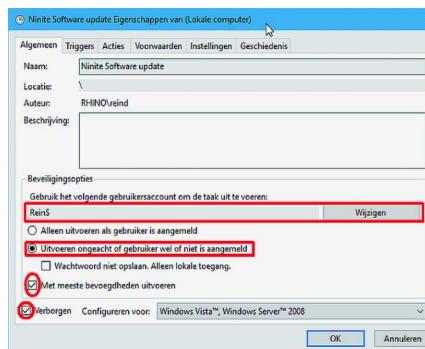 Ninite Software update Eigenschappen van (Lokale computer)
Algemeen Triggers Acties Voorwaarden Instellingen Geschiedenis
Naam: Ninite Software update
Locatie: \
Auteur: RHINO\reind
Beschrijving:
Beveiligingsopties
Gebruik het volgende gebruikersaccount om de taak uit te voeren:
Rein$ Wijzigen
Alleen uitvoeren als gebruiker is aangemeld
Uitvoeren ongeacht of gebruiker wel of niet is aangemeld
Wachtwoord niet opslaan. Alleen lokale toegang.
Met meeste bevoegdheden uitvoeren
Verborgen Configureren voor: Windows Vista™, Windows Server™ 2008
OK Annuleren